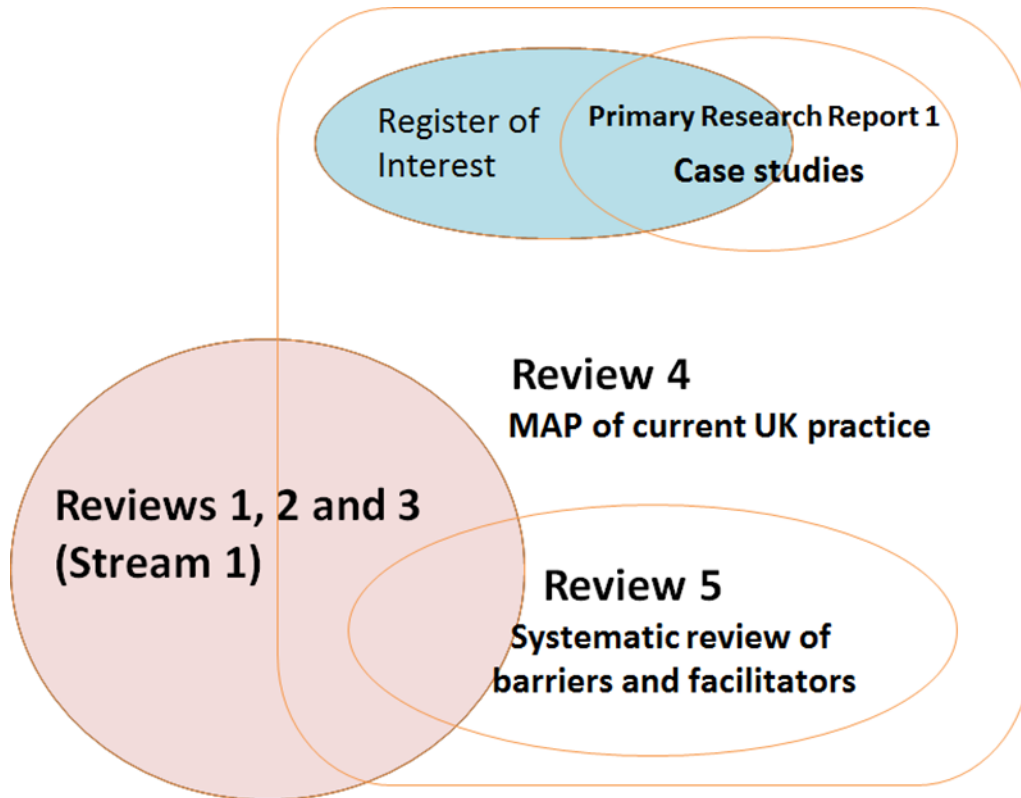 Register of
Interest
Primary Research Report 1
Case studies
Review 4
MAP of current UK practice
Reviews 1, 2 and 3
(Stream 1)
Review 5
Systematic review of
barriers and facilitators